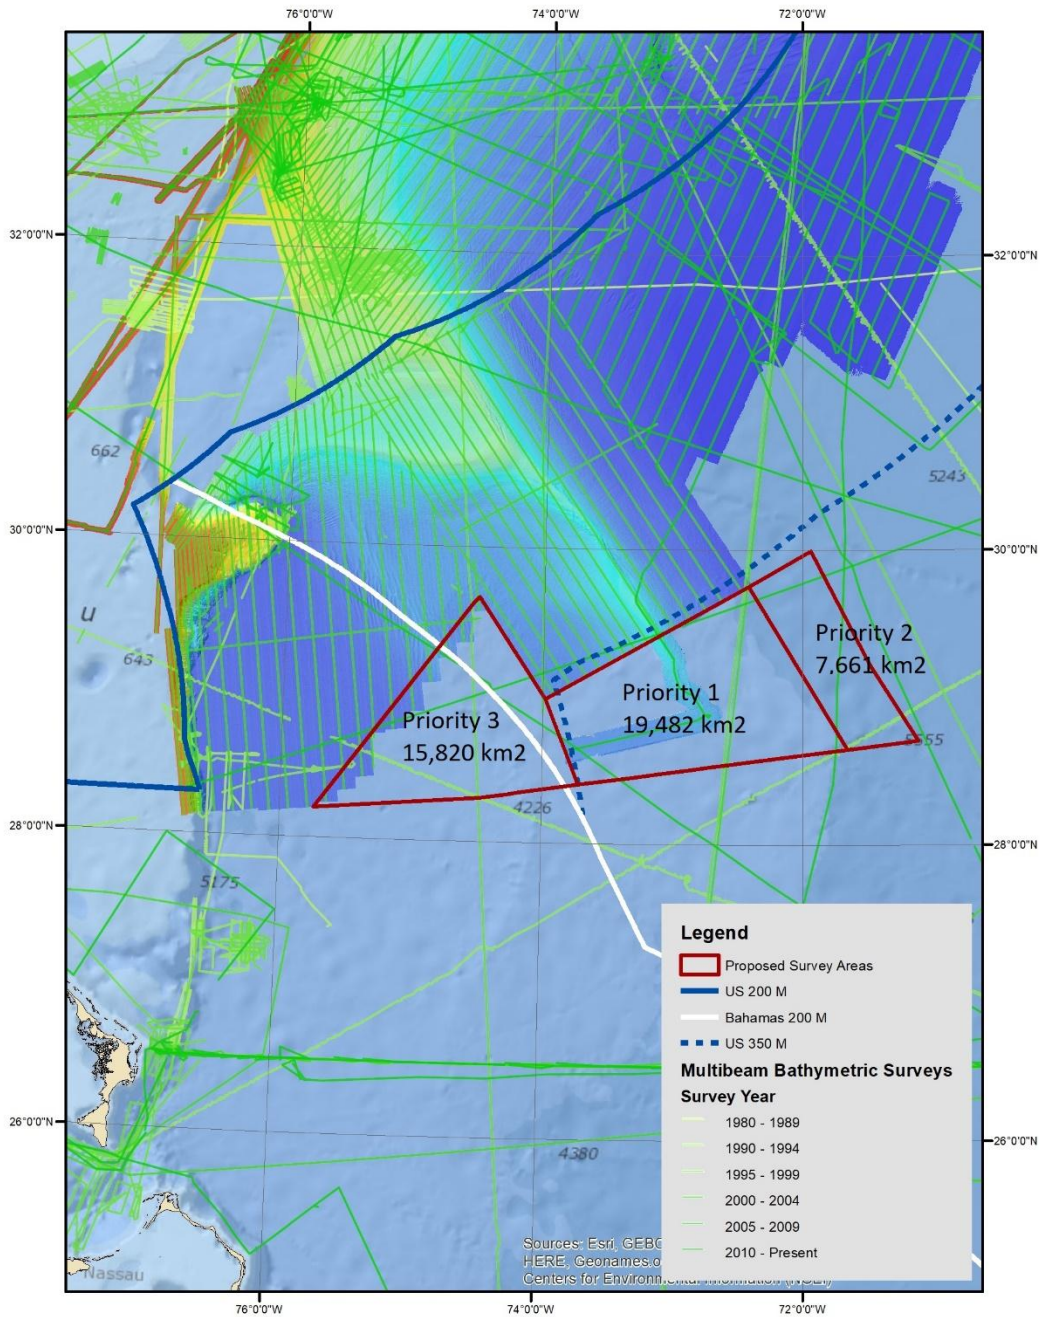 76°0'0"W
74°0'0"W
72°0'0"W
32°0'0"N
32°0'0"N
662
5243
30°0'0"N
30°0'0"N
u
643
Priority 2
7,661 km2
Priority 1
19,482 km2
Priority 3
15,820 km2
5555
4226
28°0'0"N
28°0'0"N
5175
Legend
Proposed Survey Areas
US 200 M
Bahamas 200 M
US 350 M
Multibeam Bathymetric Surveys
Survey Year
1980 - 1989
1990 - 1994
1995 - 1999
2000 - 2004
2005 - 2009
2010 - Present
26°0'0"N
26°0'0"N
4380
Sources: Esri, GEBC
HERE, Geonames.o
Centers for Environmental Information (NCEI)
Nassau
76°0'0"W
74°0'0"W
72°0'0"W